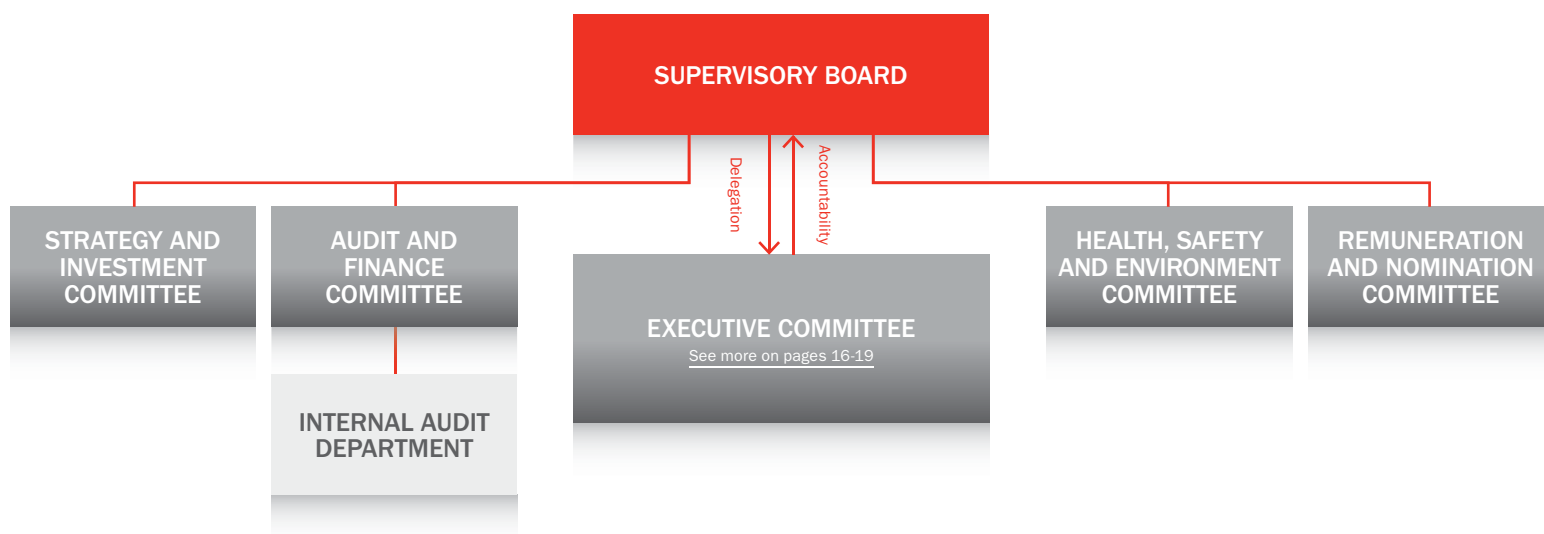 SUPERVISORY BOARD
Delegation
Accountability
STRATEGY AND
INVESTMENT
COMMITTEE
AUDIT AND
FINANCE
COMMITTEE
EXECUTIVE COMMITTEE
See more on pages 16-19
HEALTH, SAFETY
AND ENVIRONMENT
COMMITTEE
REMUNERATION
AND NOMINATION
COMMITTEE
INTERNAL AUDIT
DEPARTMENT